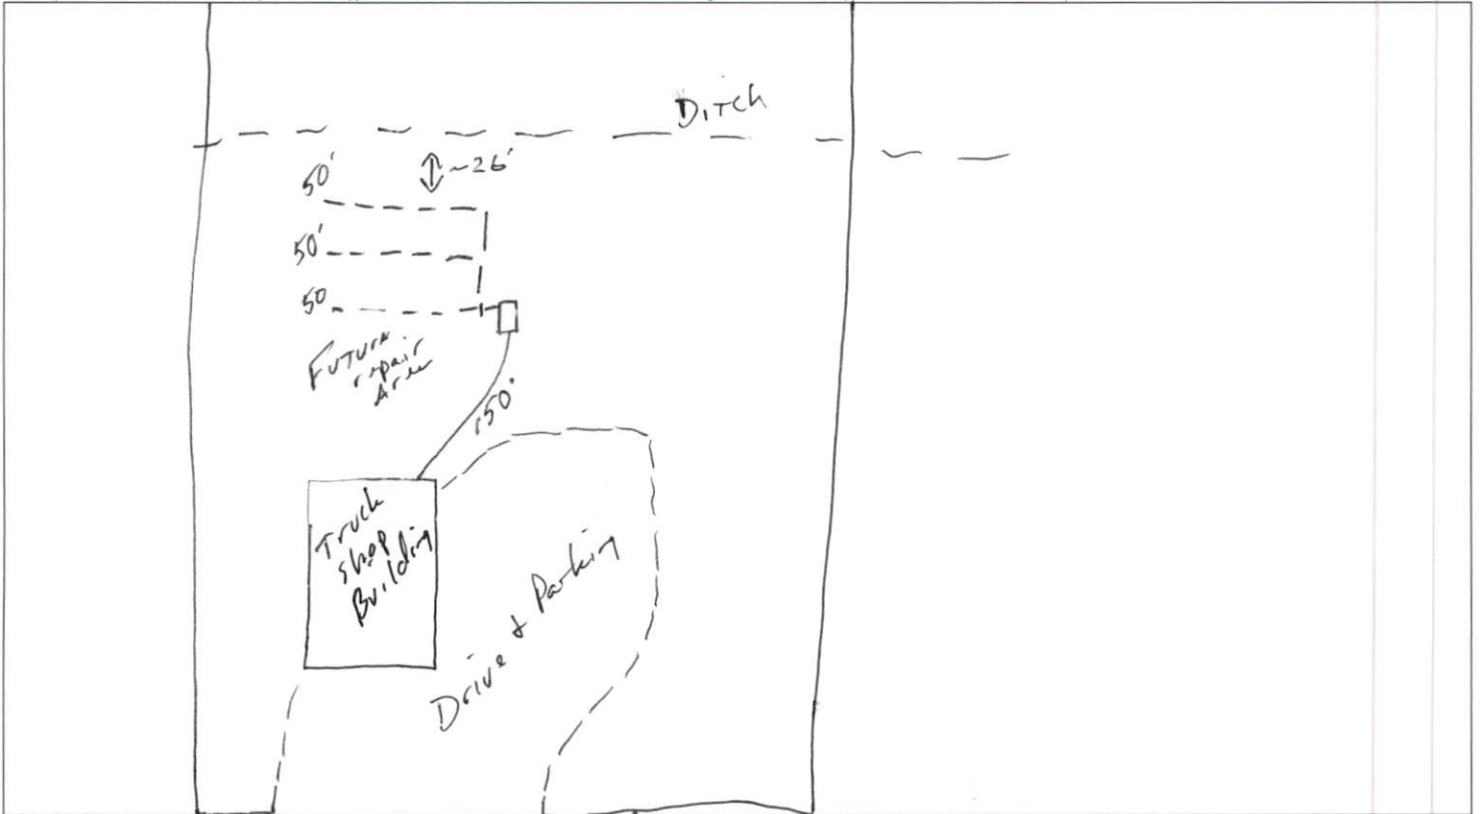 Ditch
~26'
50'
50'
50
Future
repair
Area
150'
Truck
Shop
Building
Drive & Parking